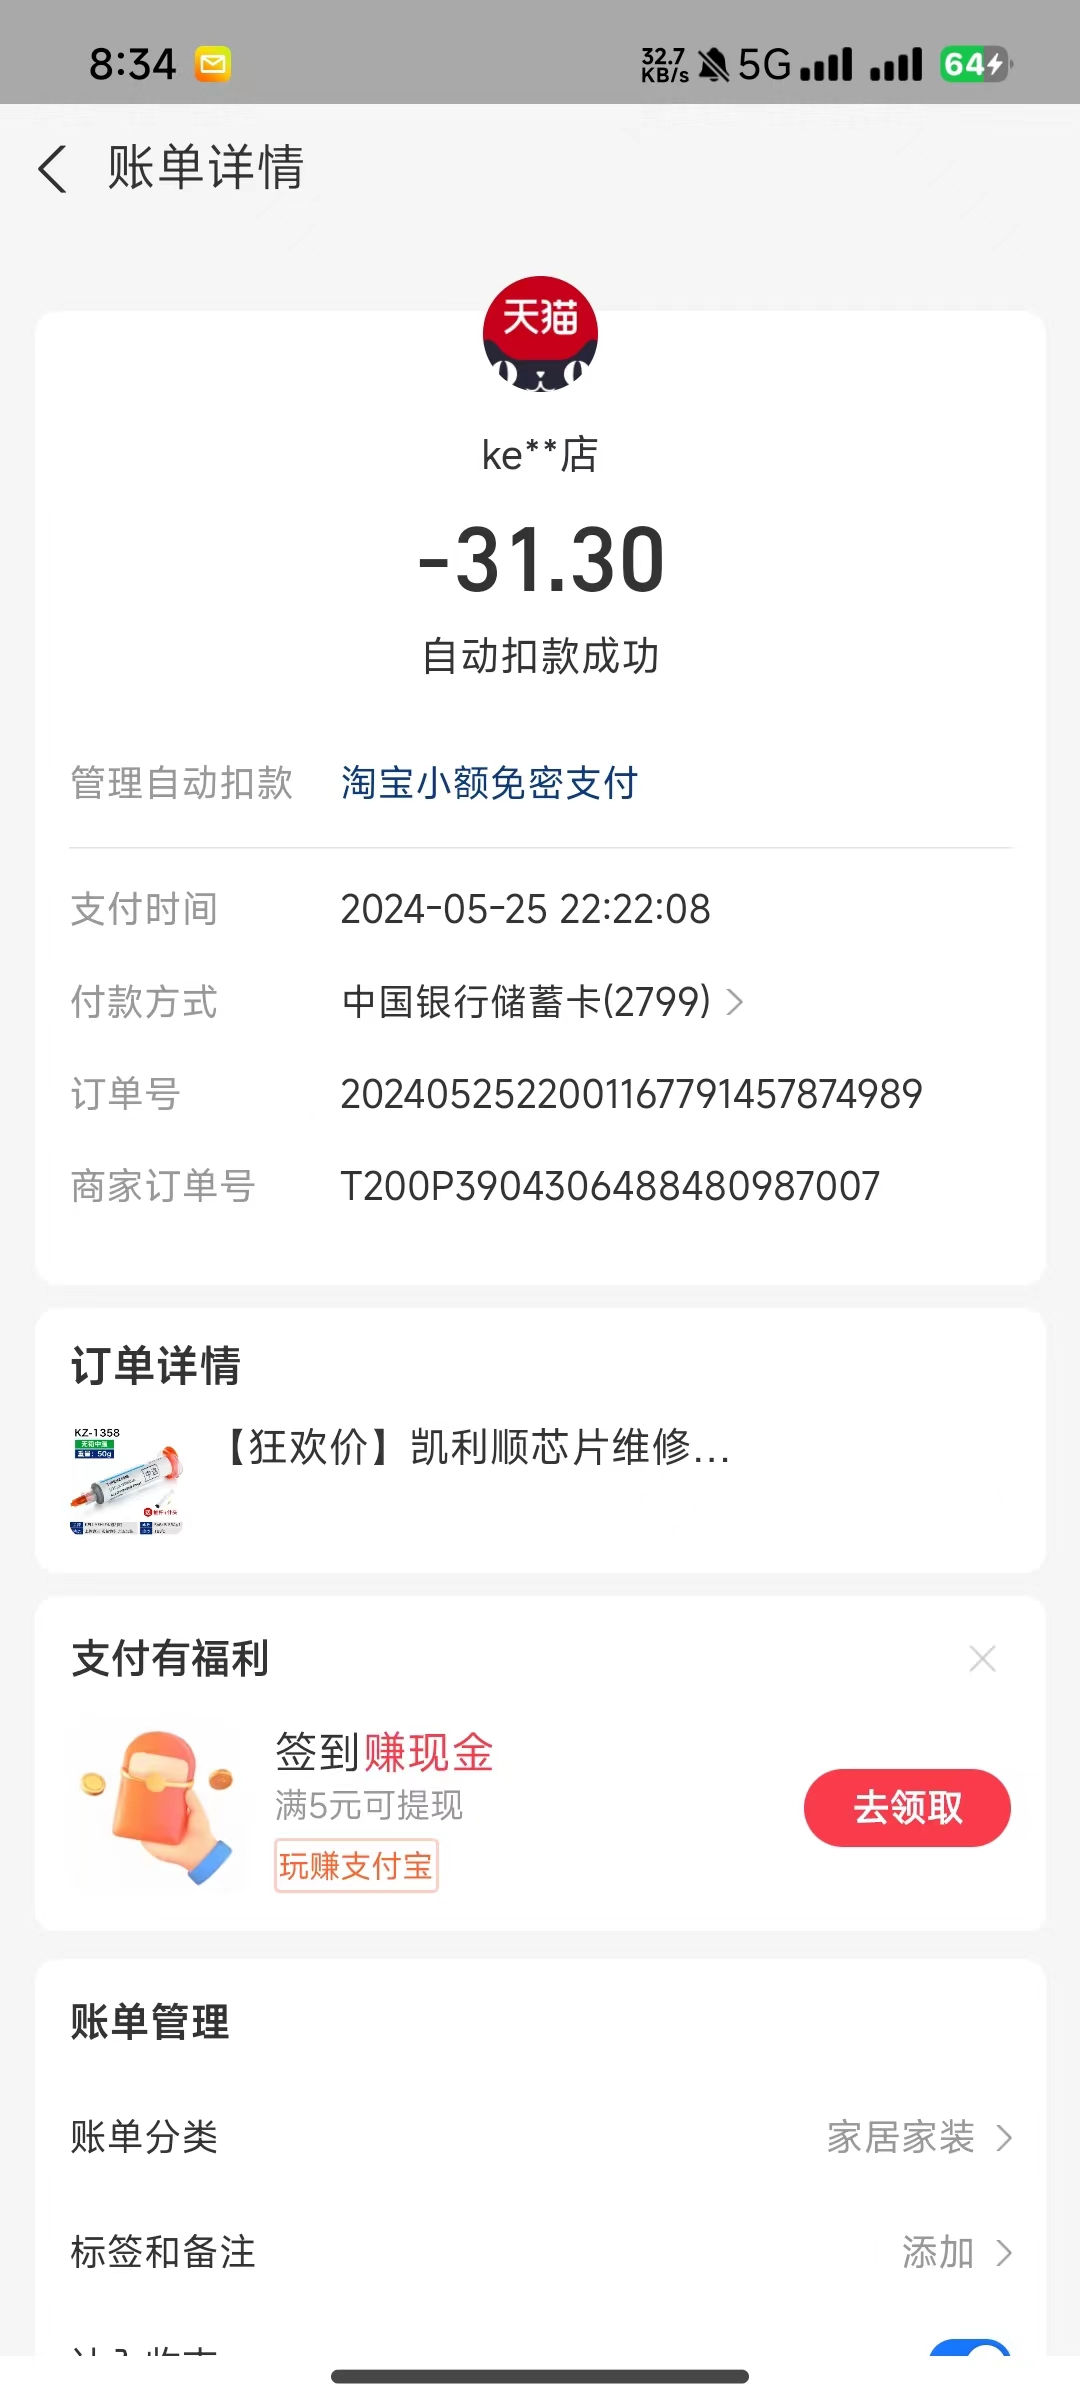 8:34
32.7 KB/s 5G 64
账单详情
天猫
ke**店
-31.30
自动扣款成功
管理自动扣款 淘宝小额免密支付
支付时间 2024-05-25 22:22:08
付款方式 中国银行储蓄卡(2799)
订单号 2024052522001167791457874989
商家订单号 T200P3904306488480987007
订单详情
KZ-1358
【狂欢价】凯利顺芯片维修...
支付有福利
签到赚现金
满5元可提现
去领取
玩赚支付宝
账单管理
账单分类 家居家装
标签和备注 添加